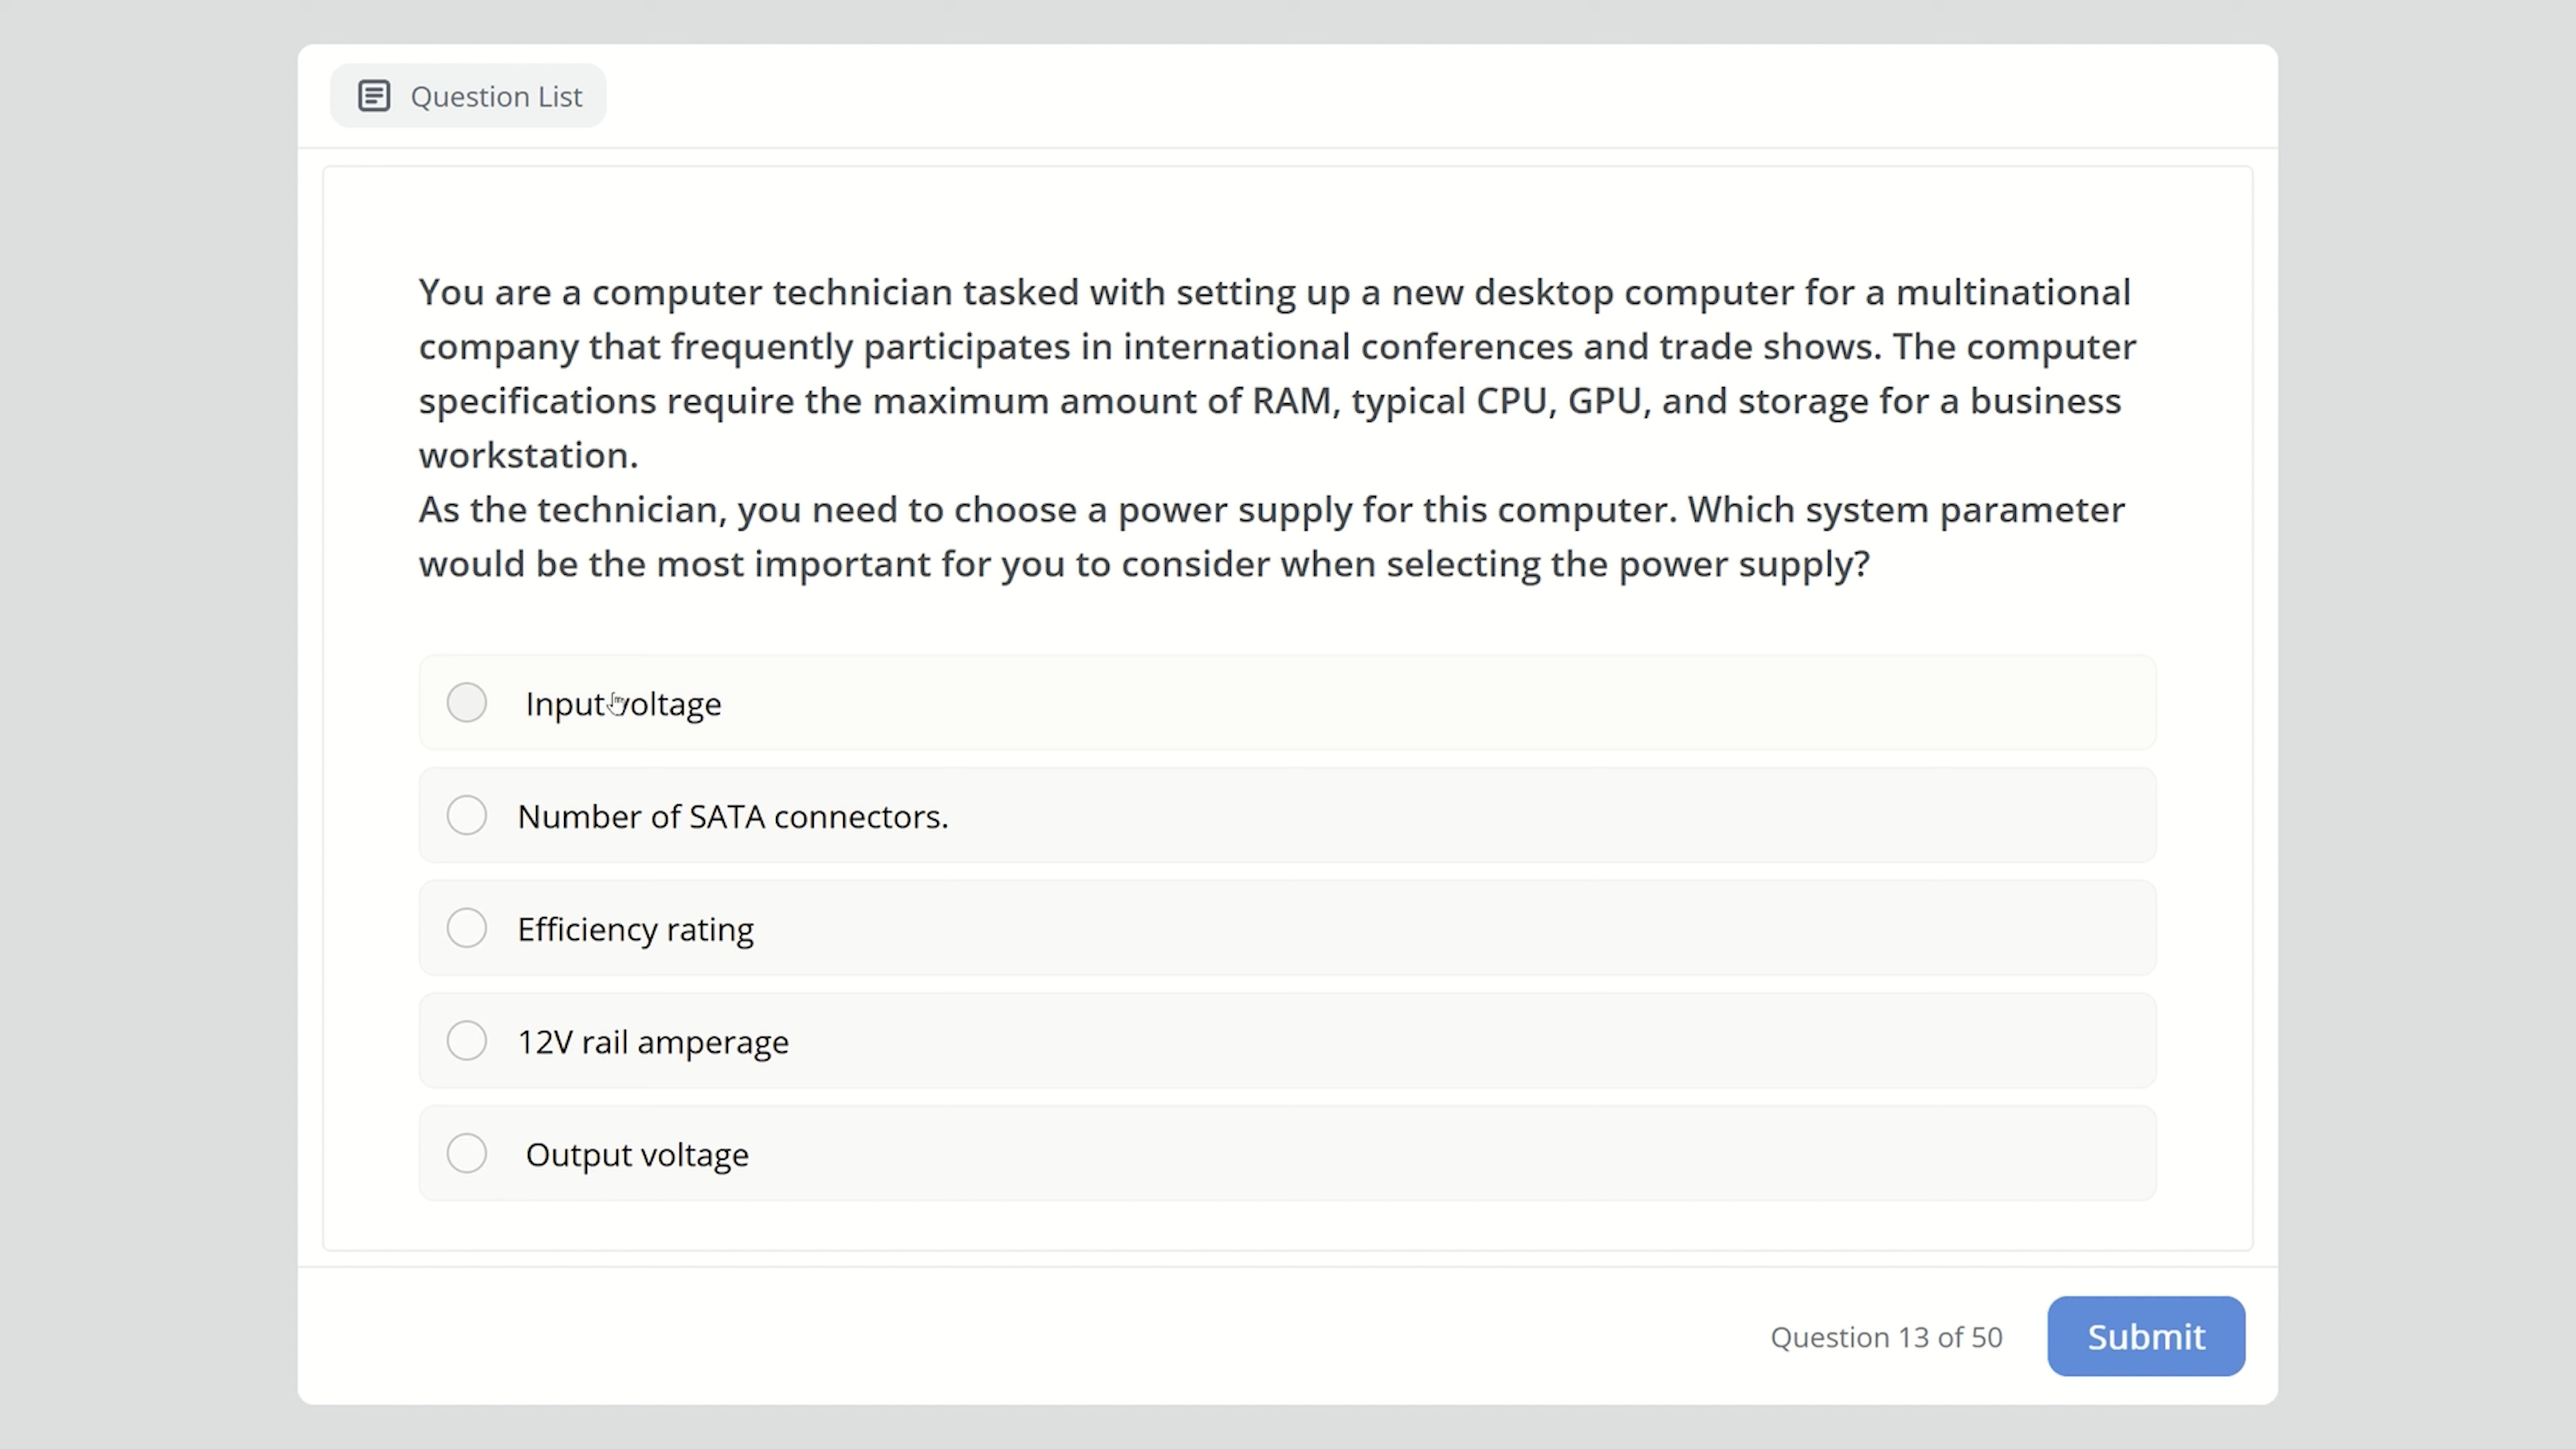 Question List
You are a computer technician tasked with setting up a new desktop computer for a multinational
company that frequently participates in international conferences and trade shows. The computer
specifications require the maximum amount of RAM, typical CPU, GPU, and storage for a business
workstation.
As the technician, you need to choose a power supply for this computer. Which system parameter
would be the most important for you to consider when selecting the power supply?
Input voltage
Number of SATA connectors.
Efficiency rating
12V rail amperage
Output voltage
Question 13 of 50
Submit